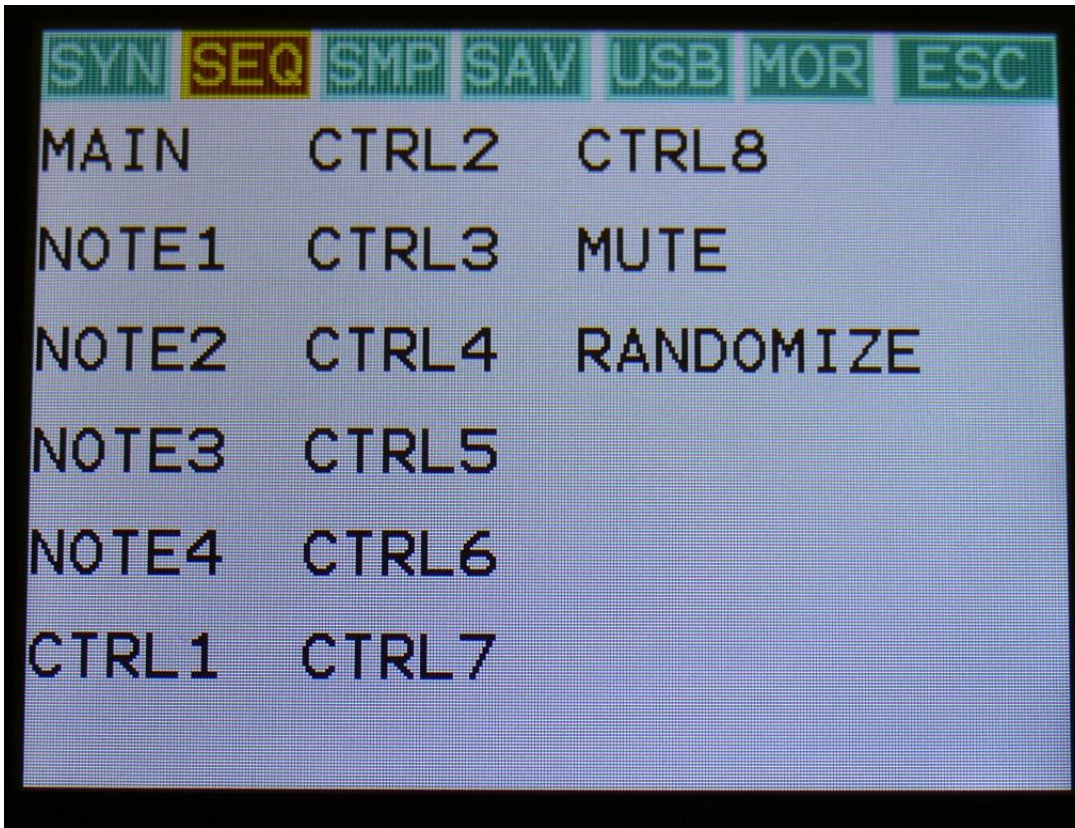 SYN SEQ SMP SAV USB MOR ESC
MAIN CTRL2 CTRL8
NOTE1 CTRL3 MUTE
NOTE2 CTRL4 RANDOMIZE
NOTE3 CTRL5
NOTE4 CTRL6
CTRL1 CTRL7